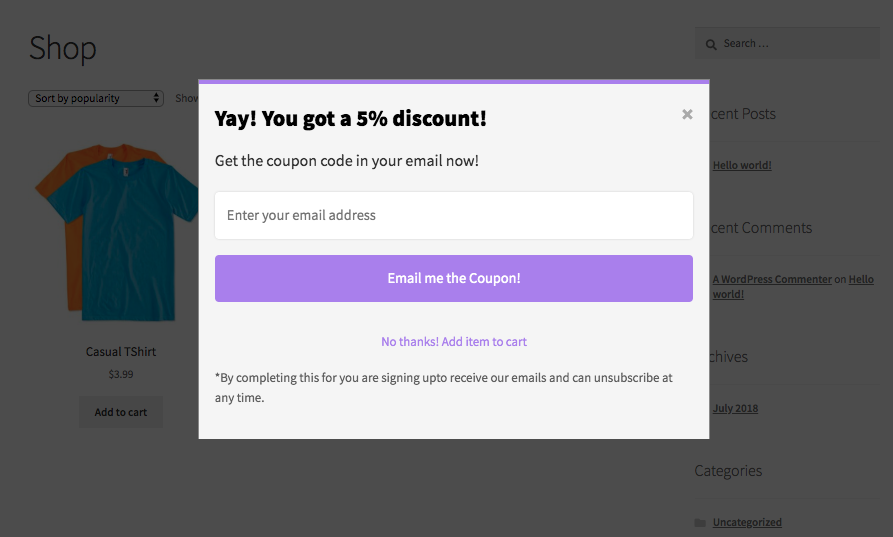 Shop
Search …
Sort by popularity
Show
Yay! You got a 5% discount!
×
Get the coupon code in your email now!
Enter your email address
Email me the Coupon!
No thanks! Add item to cart
*By completing this for you are signing upto receive our emails and can unsubscribe at
any time.
Casual TShirt
$3.99
Add to cart
cent Posts
Hello world!
cent Comments
A WordPress Commenter on Hello
world!
chives
July 2018
Categories
Uncategorized